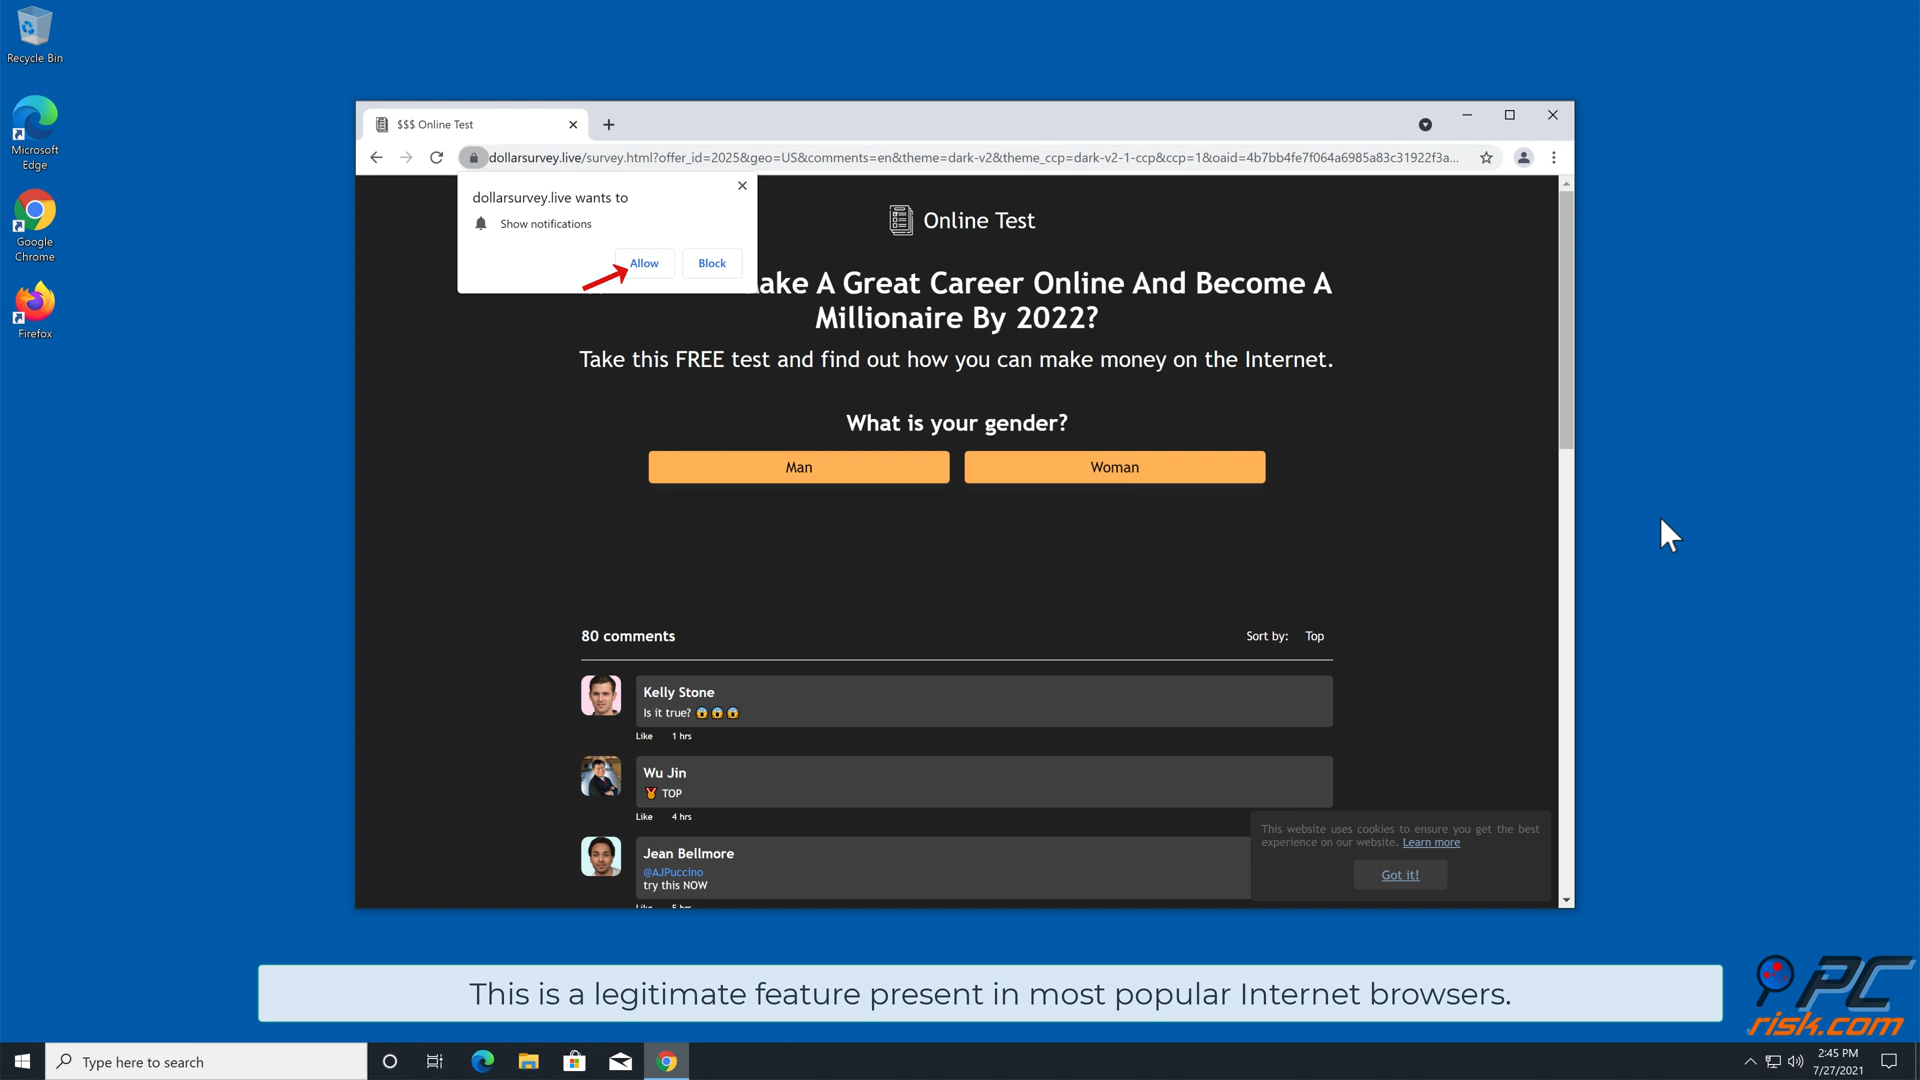 Recycle Bin
Microsoft
Edge
Google
Chrome
Firefox
$$$ Online Test
dollarsurvey.live/survey.html?offer_id=2025&geo=US&comments=en&theme=dark-v2&theme_ccp=dark-v2-1-ccp&ccp=1&oaid=4b7bb4fe7f064a6985a83c31922f3a...
dollarsurvey.live wants to
Show notifications
Allow
Block
Online Test
ake A Great Career Online And Become A
Millionaire By 2022?
Take this FREE test and find out how you can make money on the Internet.
What is your gender?
Man
Woman
80 comments
Sort by: Top
Kelly Stone
Is it true? 😱 😱 😱
Like 1 hrs
Wu Jin
🏅 TOP
Like 4 hrs
Jean Bellmore
@AJPuccino
try this NOW
Like 5 hrs
This website uses cookies to ensure you get the best
experience on our website. Learn more
Got it!
This is a legitimate feature present in most popular Internet browsers.
PC
risk.com
Type here to search
2:45 PM
7/27/2021